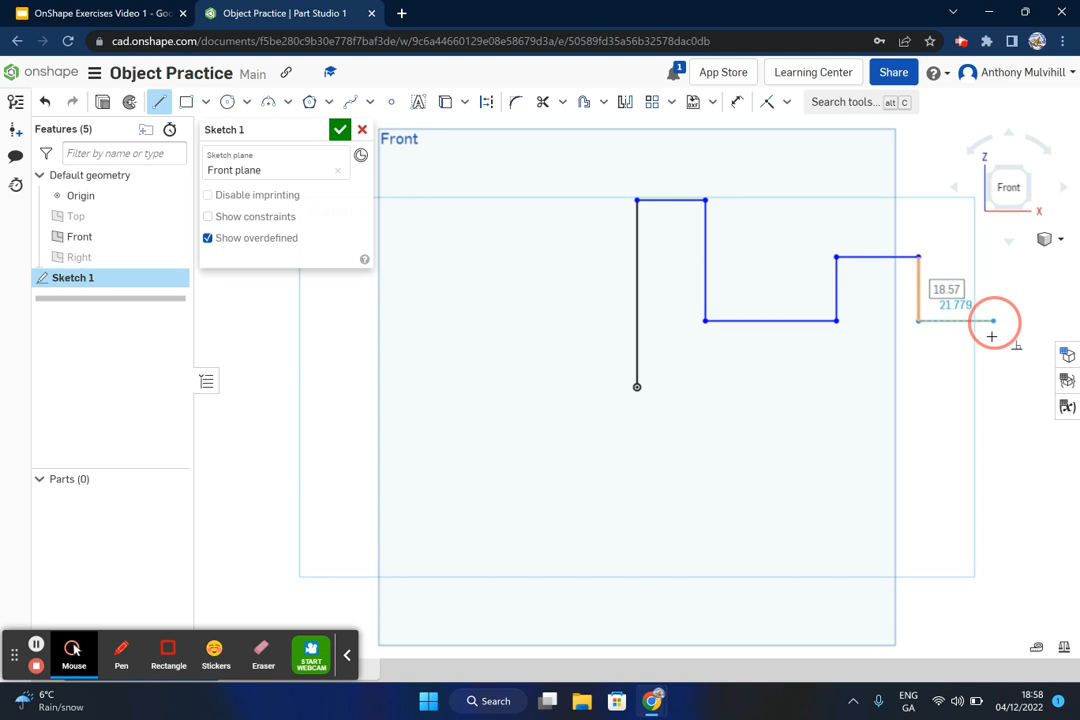 OnShape Exercises Video 1 - Goo
Object Practice | Part Studio 1
cad.onshape.com/documents/f5be280c9b30e778f7baf3de/w/9c6a44660129e08e58679d3a/e/50589fd35a56b32578dac0db
onshape
Object Practice Main
1
App Store
Learning Center
Share
Anthony Mulvihill
Search tools... alt C
Features (5)
Filter by name or type
Default geometry
Origin
Top
Front
Right
Sketch 1
Parts (0)
Sketch 1
Sketch plane
Front plane
Disable imprinting
Show constraints
Show overdefined
Front
18.57
21.779
Z
Front
X
Mouse
Pen
Rectangle
Stickers
Eraser
START
WEBCAM
6°C
Rain/snow
Search
ENG
GA
18:58
04/12/2022
1